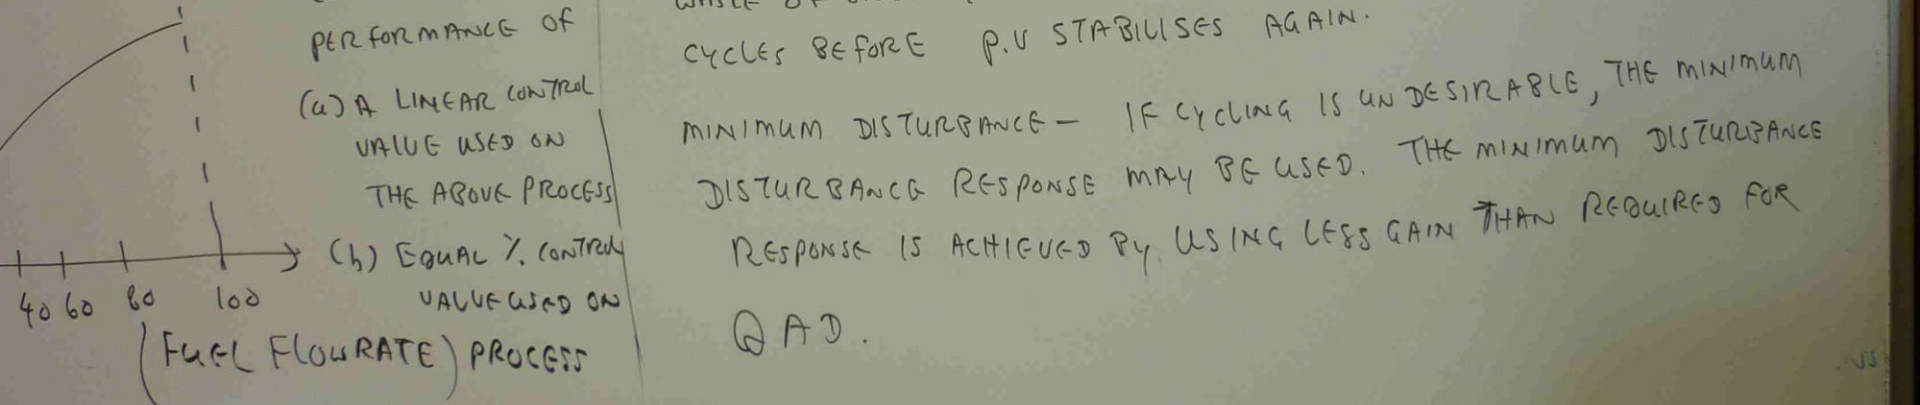 PERFORMANCE OF
(a) A LINEAR CONTROL
VALUE USED ON
THE ABOVE PROCESS
(b) EQUAL %. CONTROL
VALUE USED ON
PROCESS
40 60 80 100
(FUEL FLOWRATE)
CYCLES BEFORE P.V STABILISES AGAIN.
MINIMUM DISTURBANCE - IF CYCLING IS UNDESIRABLE, THE MINIMUM
DISTURBANCE RESPONSE MAY BE USED. THE MINIMUM DISTURBANCE
RESPONSE IS ACHIEVED BY USING LESS GAIN THAN REQUIRED FOR
QAD.